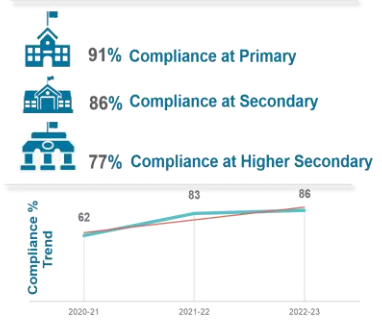 91% Compliance at Primary
86% Compliance at Secondary
77% Compliance at Higher Secondary
Compliance %
Trend
62
83
86
2020-21
2021-22
2022-23